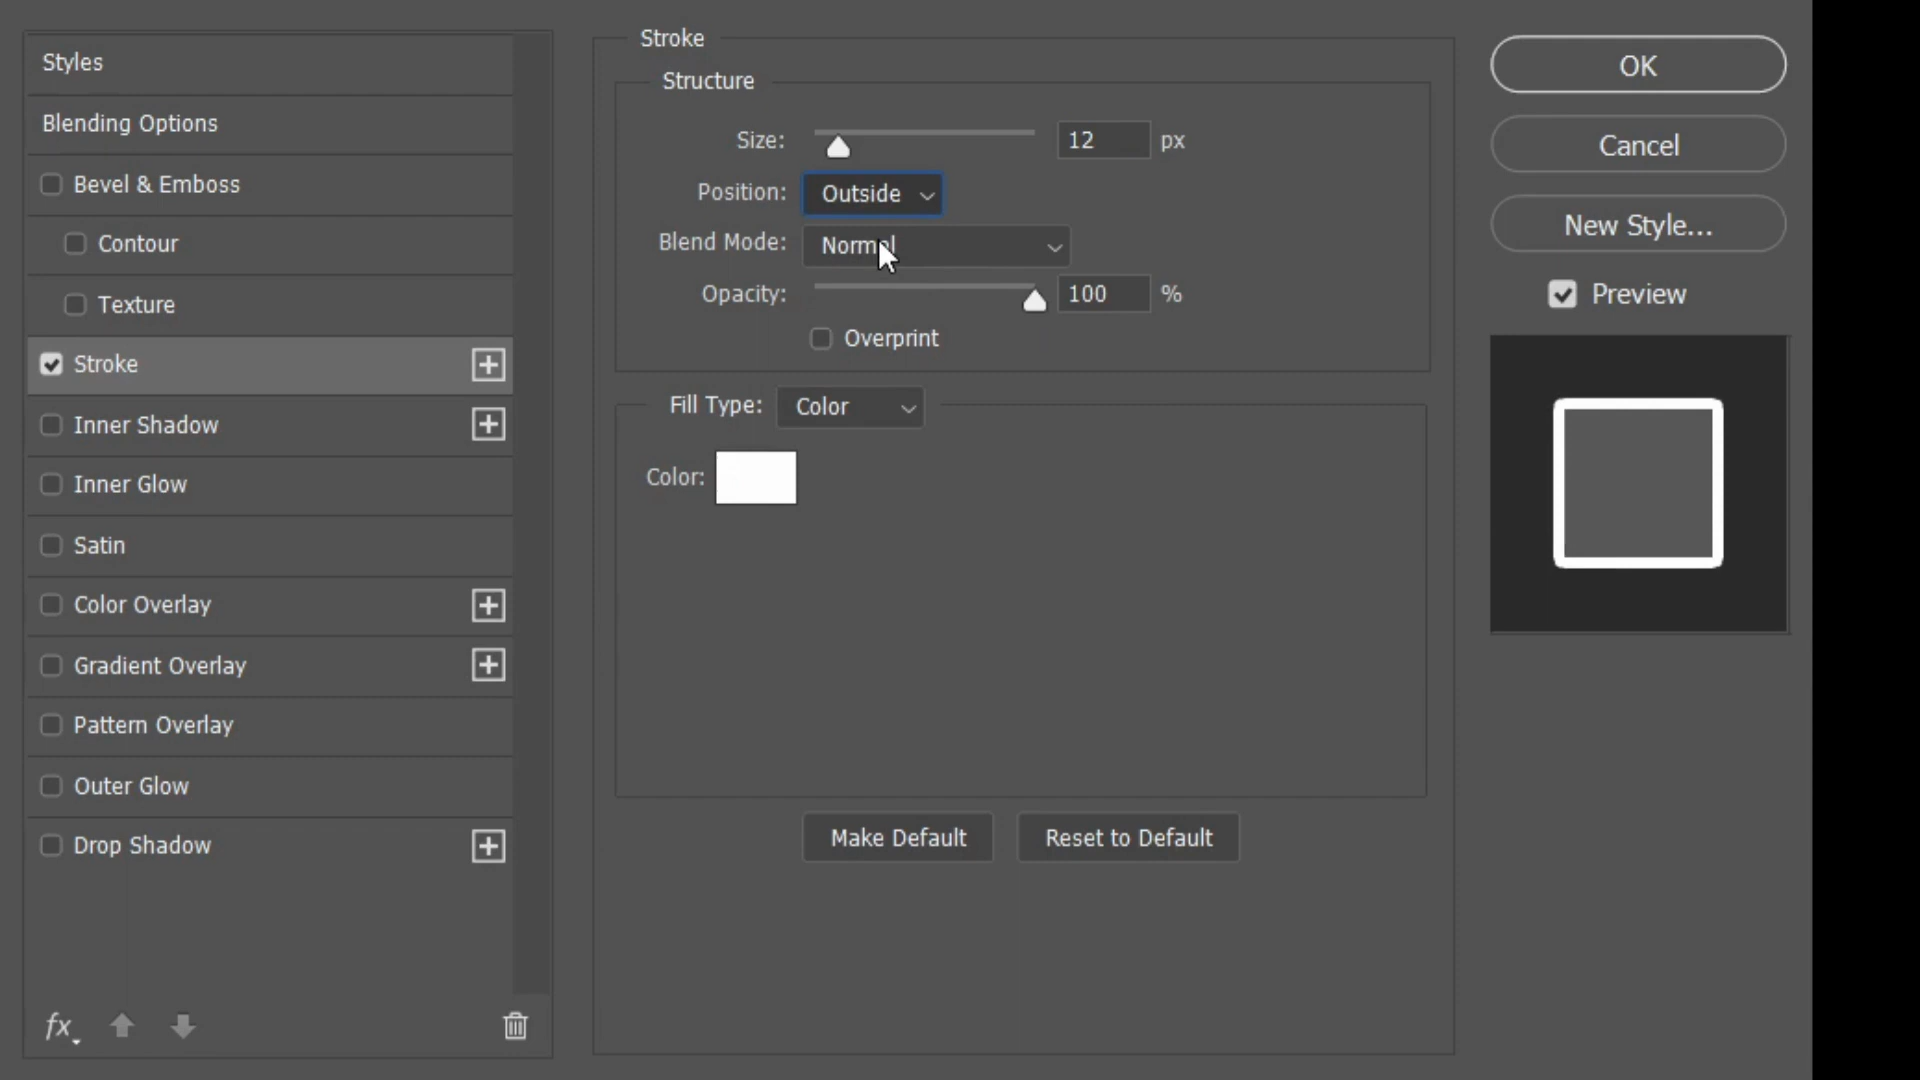 Styles
Blending Options
Bevel & Emboss
Contour
Texture
Stroke
Inner Shadow
Inner Glow
Satin
Color Overlay
Gradient Overlay
Pattern Overlay
Outer Glow
Drop Shadow
fx
Stroke
Structure
Size: 12 px
Position: Outside
Blend Mode: Normal
Opacity: 100 %
Overprint
Fill Type: Color
Color:
Make Default Reset to Default
OK
Cancel
New Style...
Preview